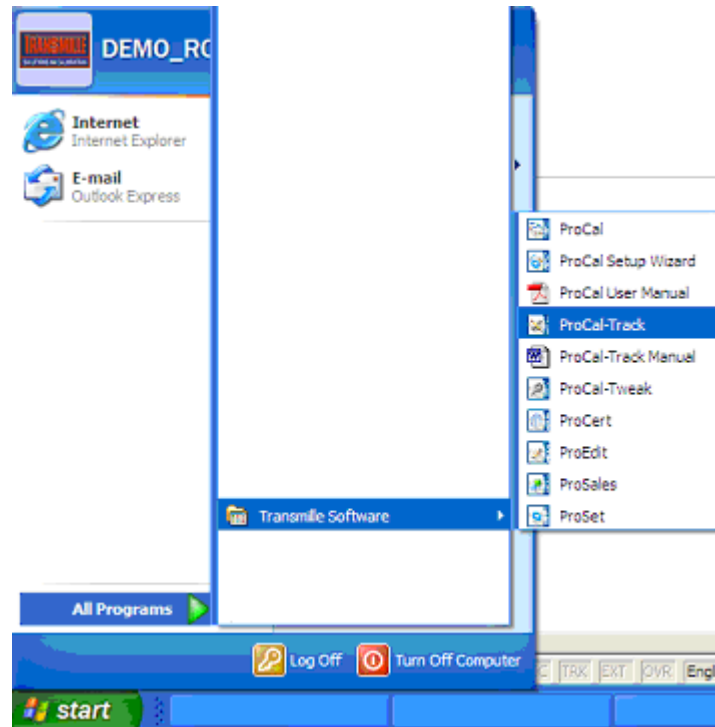 TRANSMILLE
DEMO_RO
Internet
Internet Explorer
E-mail
Outlook Express
ProCal
ProCal Setup Wizard
ProCal User Manual
ProCal-Track
ProCal-Track Manual
ProCal-Tweak
ProCert
ProEdit
ProSales
ProSet
Transmille Software
All Programs
Log Off
Turn Off Computer
TRK
EXT
OVR
Engl
start